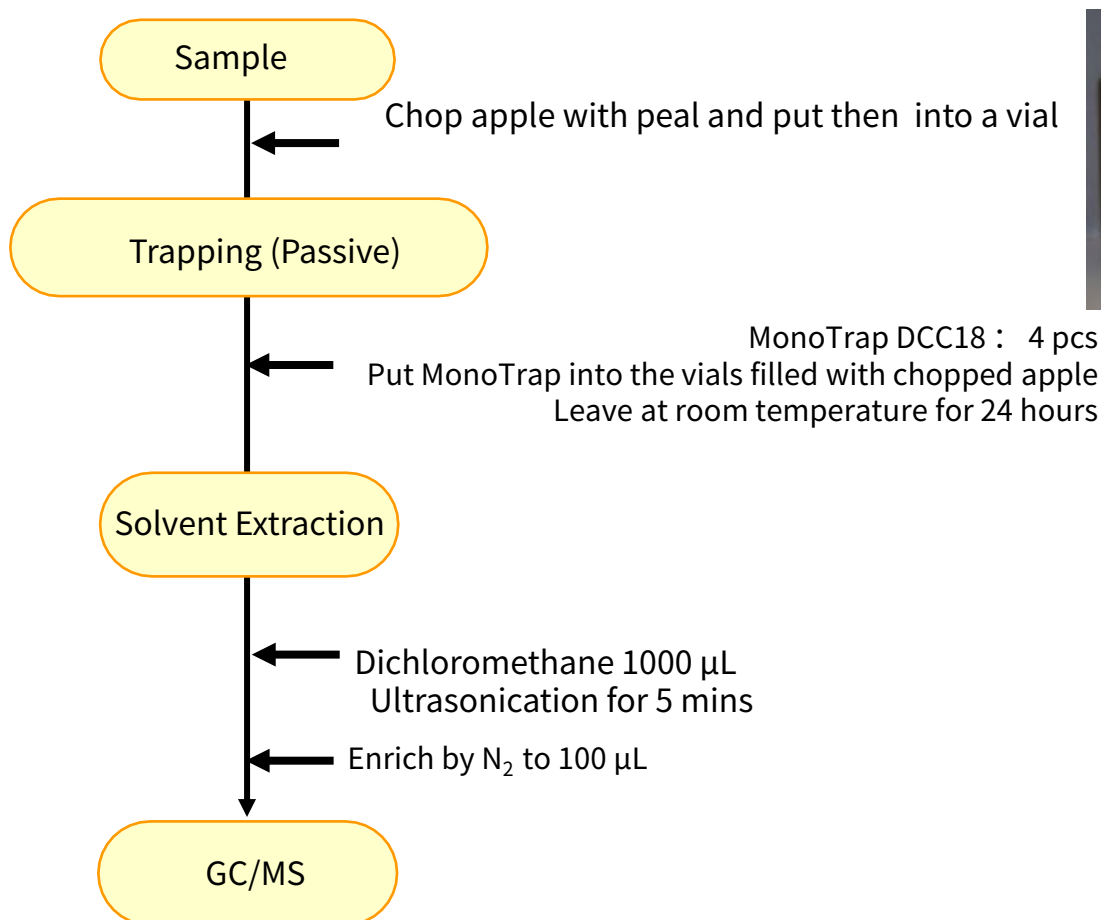 Sample
Chop apple with peal and put then into a vial
Trapping (Passive)
MonoTrap DCC18： 4 pcs
Put MonoTrap into the vials filled with chopped apple
Leave at room temperature for 24 hours
Solvent Extraction
Dichloromethane 1000 μL
Ultrasonication for 5 mins
Enrich by N₂ to 100 μL
GC/MS